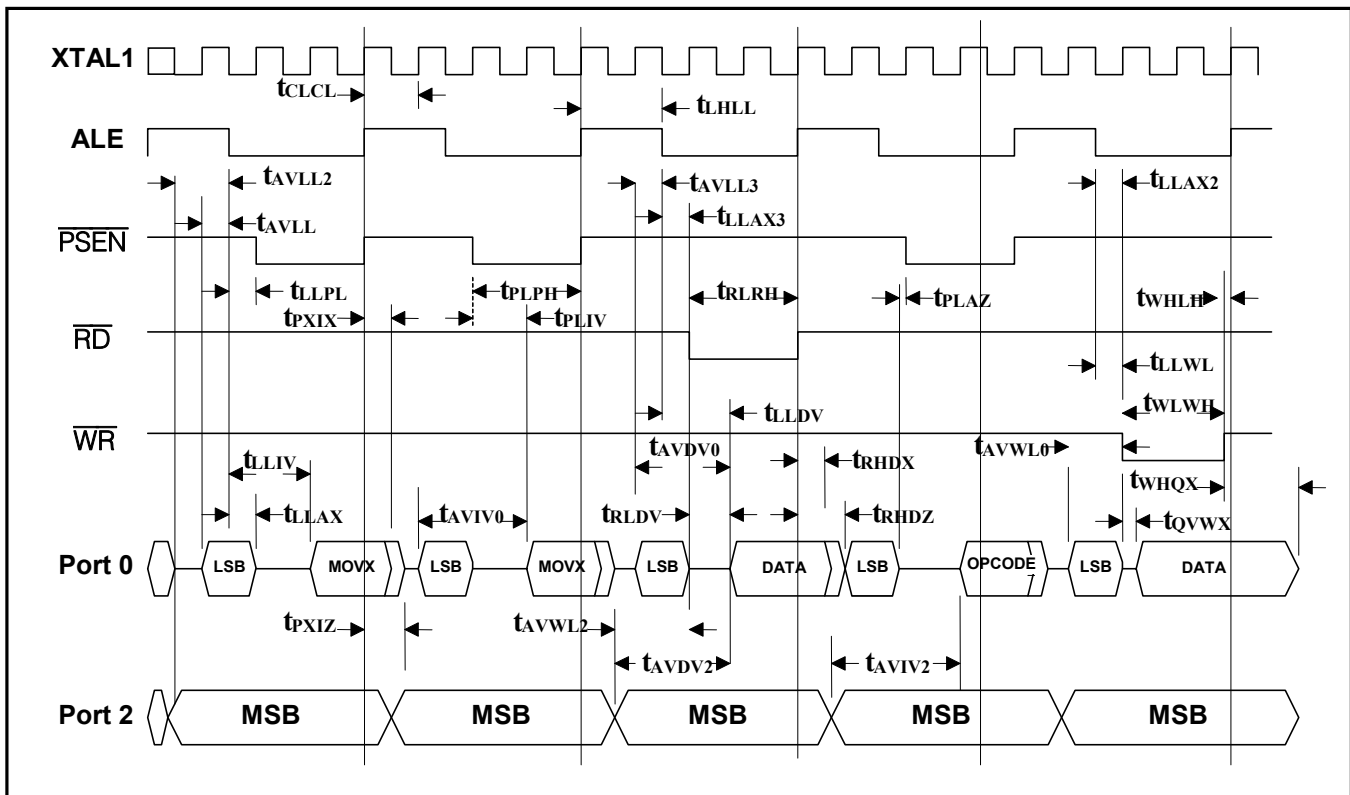 XTAL1
tCLCL
tLHLL
ALE
tAVLL2
tAVLL3
tLLAX2
tAVLL
tLLAX3
PSEN
tLLPL
tPLPH
tRLRH
tPLAZ
tWHLH
tPXIX
tPLIV
RD
tLLWL
tLLDV
tWLWH
WR
tAVDV0
tAVWL0
tLLIV
tRHDX
tWHQX
tLLAX
tAVIV0
tRLDV
tRHDZ
tQVWX
Port 0
LSB MOVX LSB MOVX LSB DATA LSB OPCODE LSB DATA
tPXIZ
tAVWL2
tAVDV2
tAVIV2
Port 2
MSB MSB MSB MSB MSB